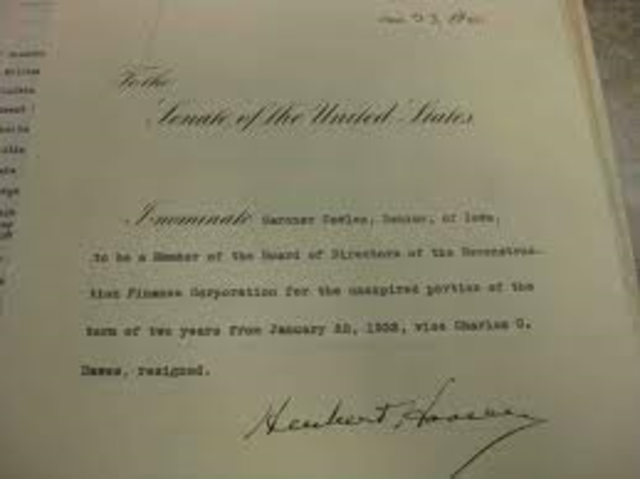 To the
Senate of the United States
I nominate Gardner Cowles, Senior, of Iowa,
to be a Member of the Board of Directors of the Reconstruc-
tion Finance Corporation for the unexpired portion of the
term of two years from January 22, 1932, vice Charles G.
Dawes, resigned.
Herbert Hoover